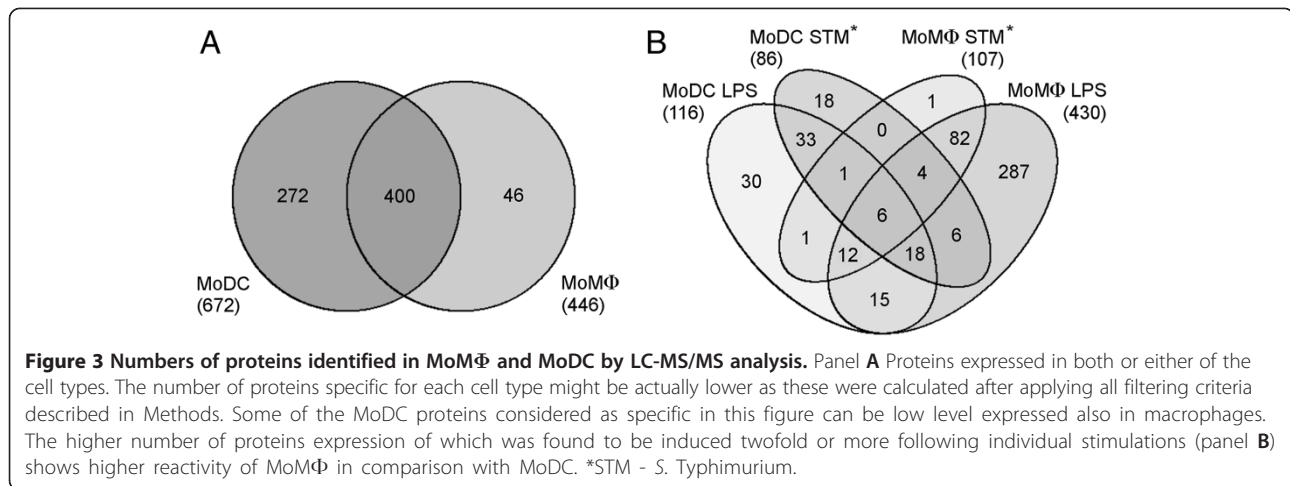 A
272
400
46
MoDC
(672)
MoMΦ
(446)
B
MoDC STM*
(86)
MoMΦ STM*
(107)
MoDC LPS
(116)
MoMΦ LPS
(430)
18
1
0
33
82
1
4
30
287
6
1
12
18
6
15
Figure 3 Numbers of proteins identified in MoMΦ and MoDC by LC-MS/MS analysis. Panel A Proteins expressed in both or either of the
cell types. The number of proteins specific for each cell type might be actually lower as these were calculated after applying all filtering criteria
described in Methods. Some of the MoDC proteins considered as specific in this figure can be low level expressed also in macrophages.
The higher number of proteins expression of which was found to be induced twofold or more following individual stimulations (panel B)
shows higher reactivity of MoMΦ in comparison with MoDC. *STM - S. Typhimurium.